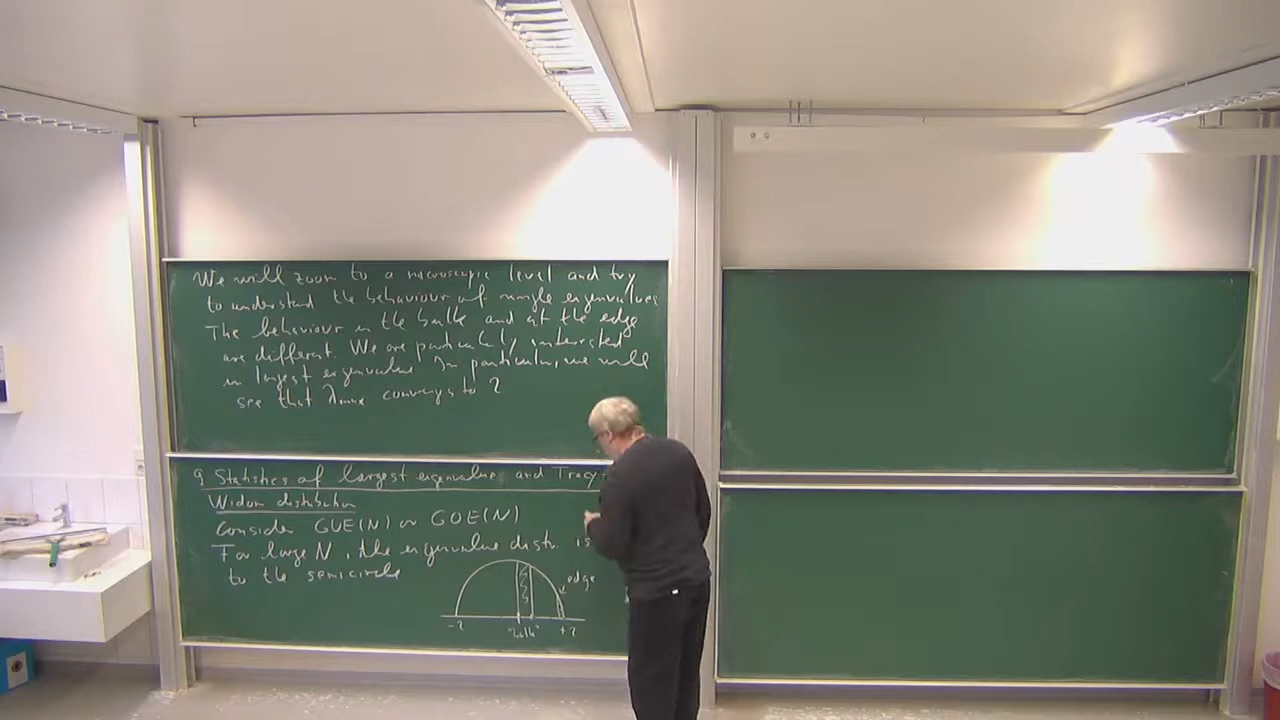 We will zoom to a microscopic level and try
to understand the behaviour of single eigenvalues
The behaviour in the bulk and at the edge
are different. We are particularly interested
in largest eigenvalue In particular, we will
see that λmax converges to 2
9 Statistics of largest eigenvalue and Tracy-
Widom distribution
Consider GUE(N) or GOE(N)
For large N, the eigenvalue distr. is
to the semicircle
edge
-2 "bulk" +2